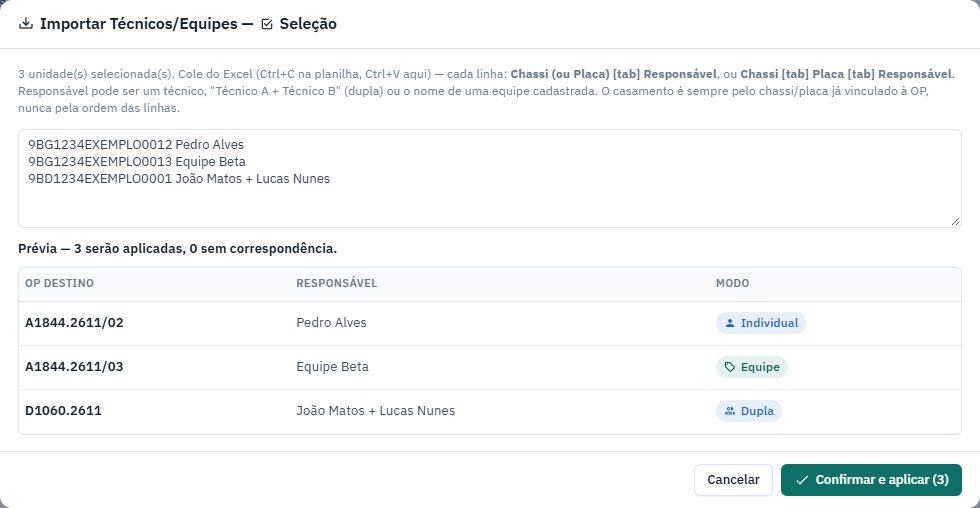 Importar Técnicos/Equipes — Seleção
3 unidade(s) selecionada(s). Cole do Excel (Ctrl+C na planilha, Ctrl+V aqui) — cada linha: Chassi (ou Placa) [tab] Responsável, ou Chassi [tab] Placa [tab] Responsável.
Responsável pode ser um técnico, "Técnico A + Técnico B" (dupla) ou o nome de uma equipe cadastrada. O casamento é sempre pelo chassi/placa já vinculado à OP,
nunca pela ordem das linhas.
9BG1234EXEMPLO0012 Pedro Alves
9BG1234EXEMPLO0013 Equipe Beta
9BD1234EXEMPLO0001 João Matos + Lucas Nunes
Prévia — 3 serão aplicadas, 0 sem correspondência.
OP DESTINO RESPONSÁVEL MODO
A1844.2611/02 Pedro Alves Individual
A1844.2611/03 Equipe Beta Equipe
D1060.2611 João Matos + Lucas Nunes Dupla
Cancelar Confirmar e aplicar (3)